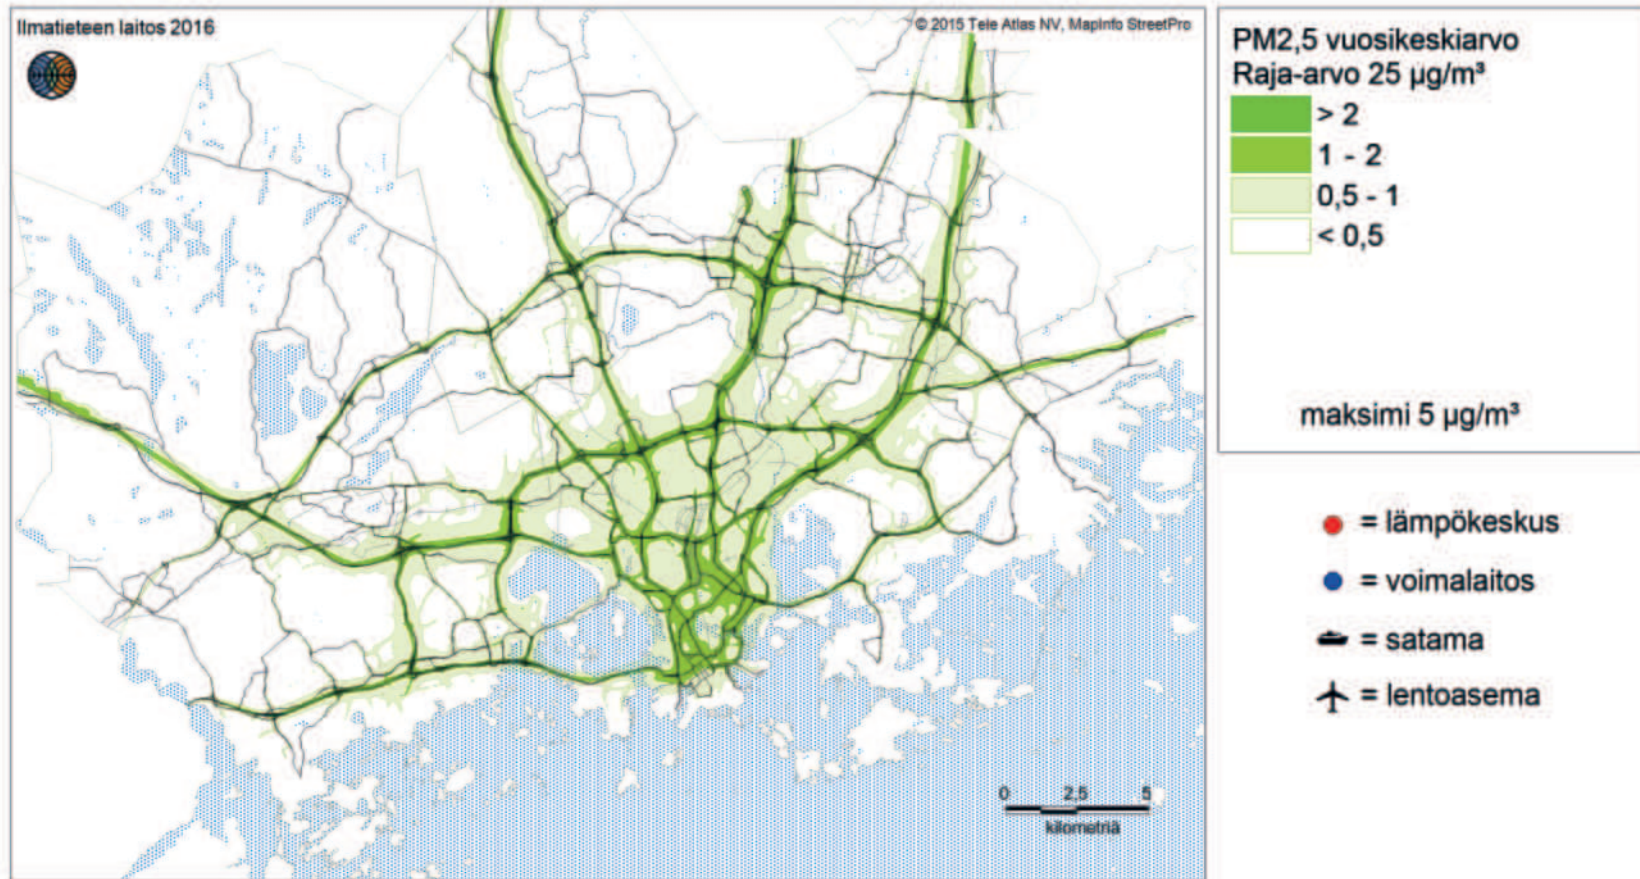 Ilmatieteen laitos 2016
© 2015 Tele Atlas NV, MapInfo StreetPro
PM2,5 vuosikeskiarvo
Raja-arvo 25 µg/m³
> 2
1 - 2
0,5 - 1
< 0,5
maksimi 5 µg/m³
= lämpökeskus
= voimalaitos
= satama
= lentoasema
0 2,5 5
kilometriä